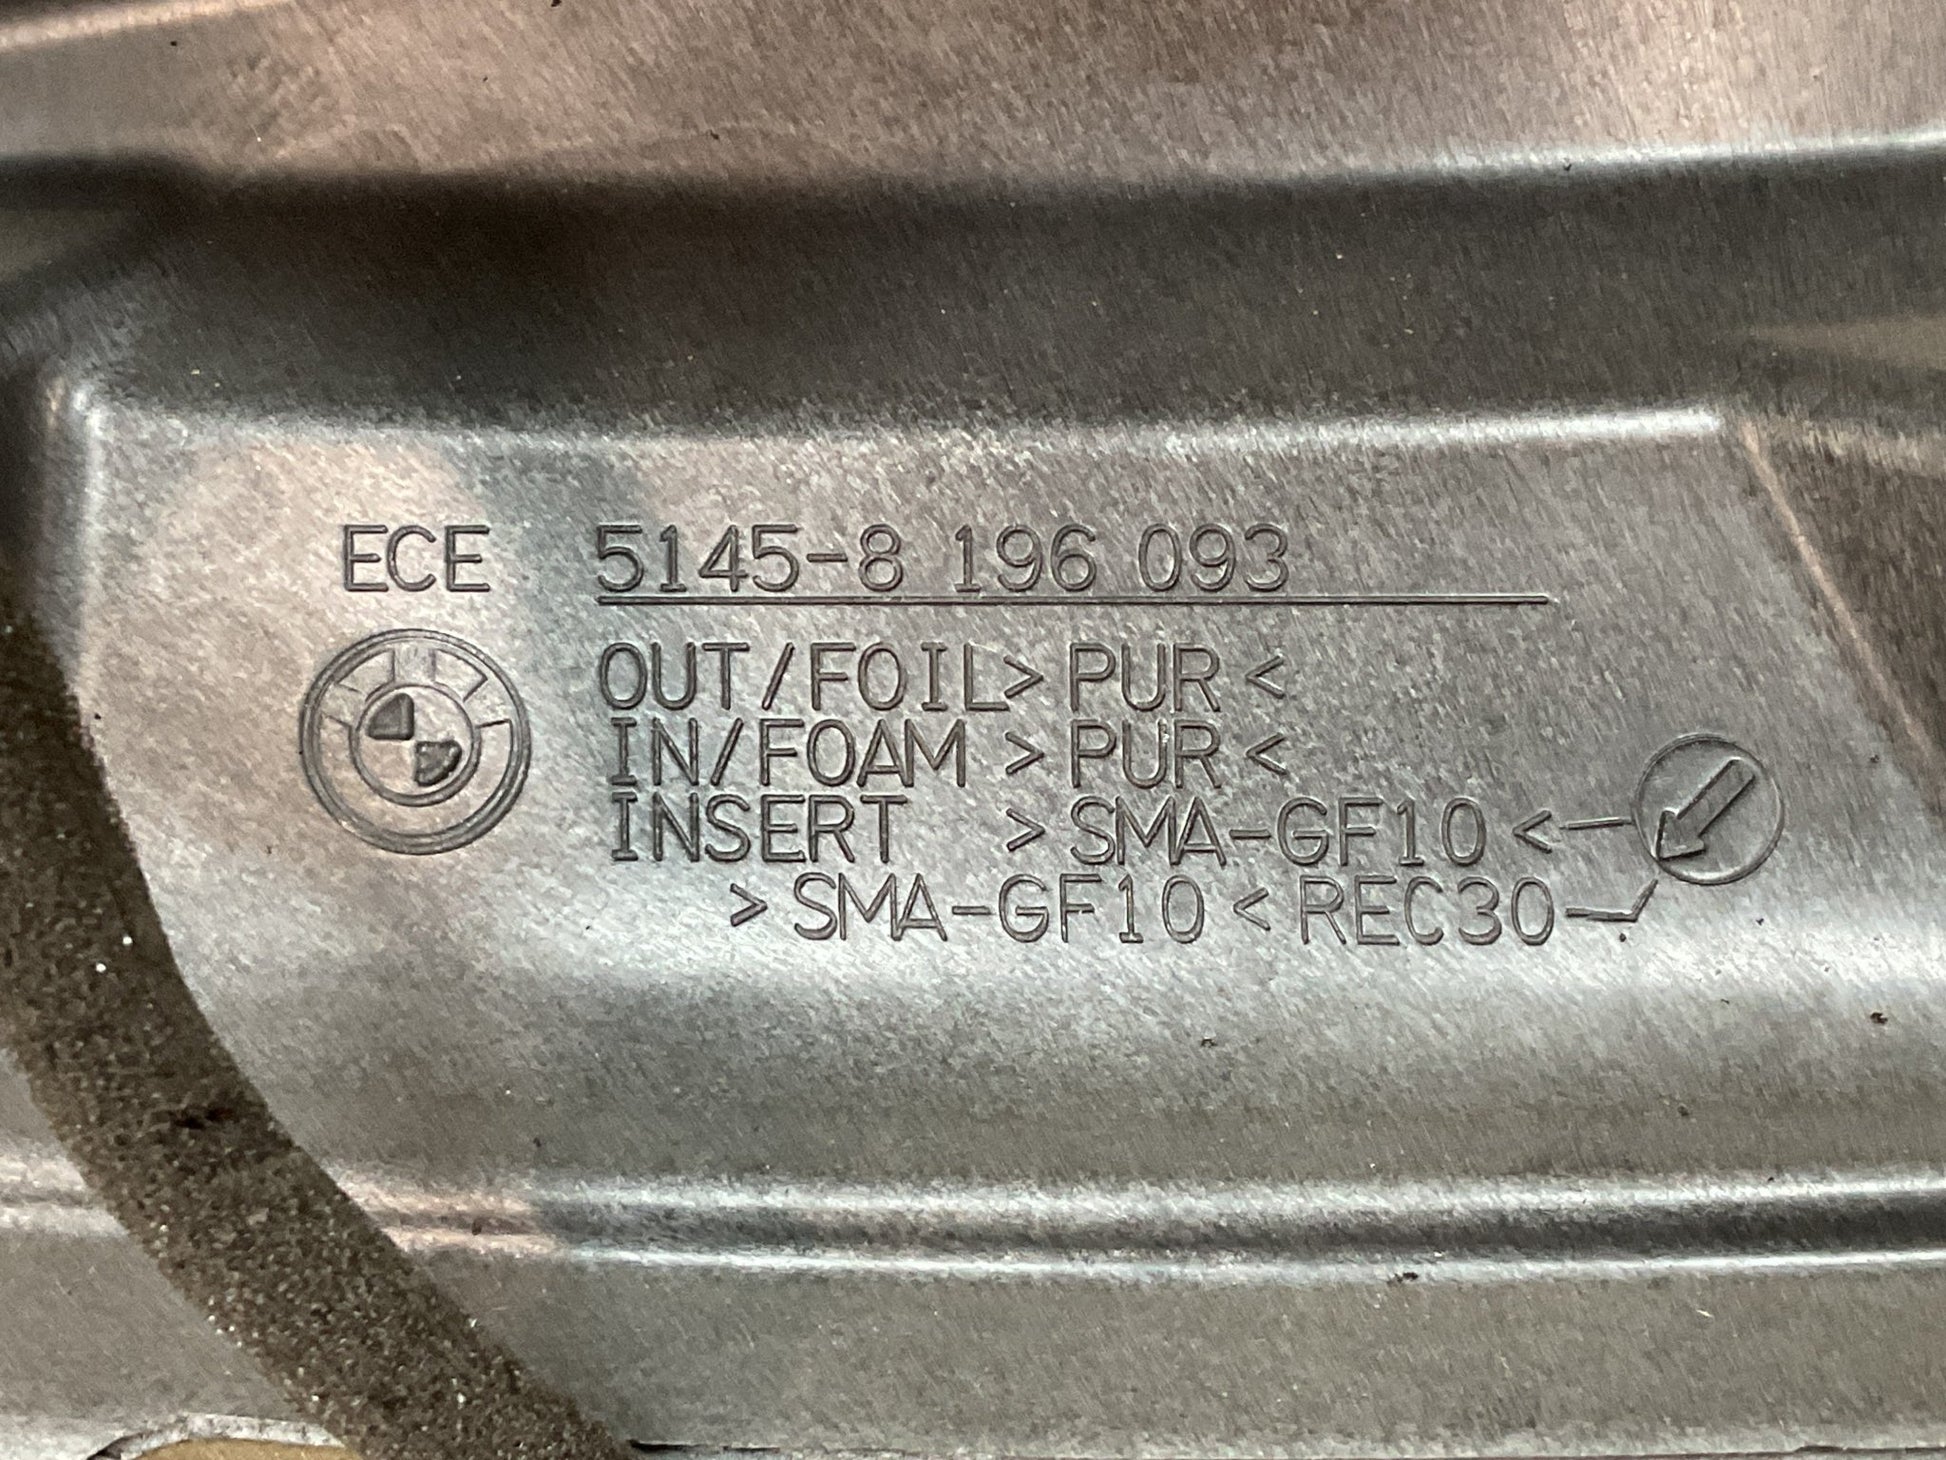 ECE 5145-8 196 093
OUT/FOIL>PUR<
IN/FOAM >PUR<
INSERT >SMA-GF10<
>SMA-GF10<REC30